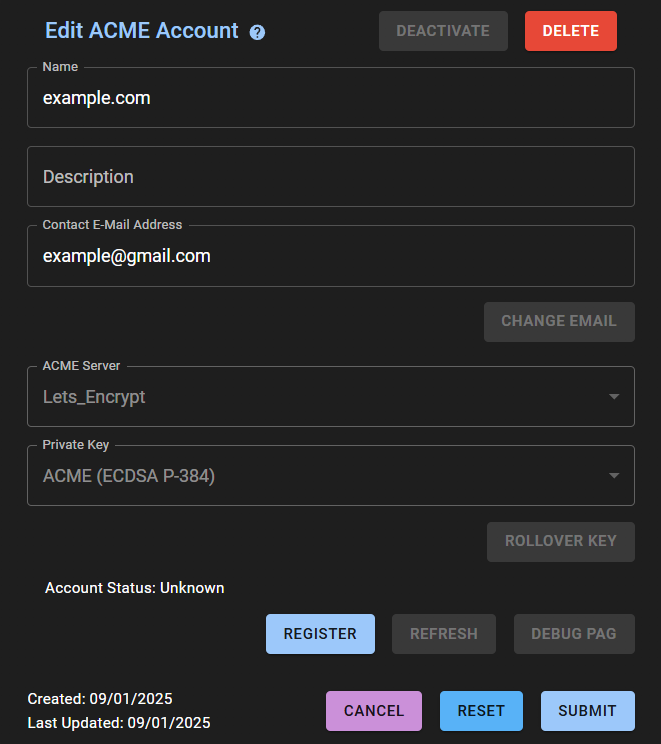 Edit ACME Account ?
DEACTIVATE
DELETE
Name
example.com
Description
Contact E-Mail Address
example@gmail.com
CHANGE EMAIL
ACME Server
Lets_Encrypt
Private Key
ACME (ECDSA P-384)
ROLLOVER KEY
Account Status: Unknown
REGISTER
REFRESH
DEBUG PAG
Created: 09/01/2025
Last Updated: 09/01/2025
CANCEL
RESET
SUBMIT